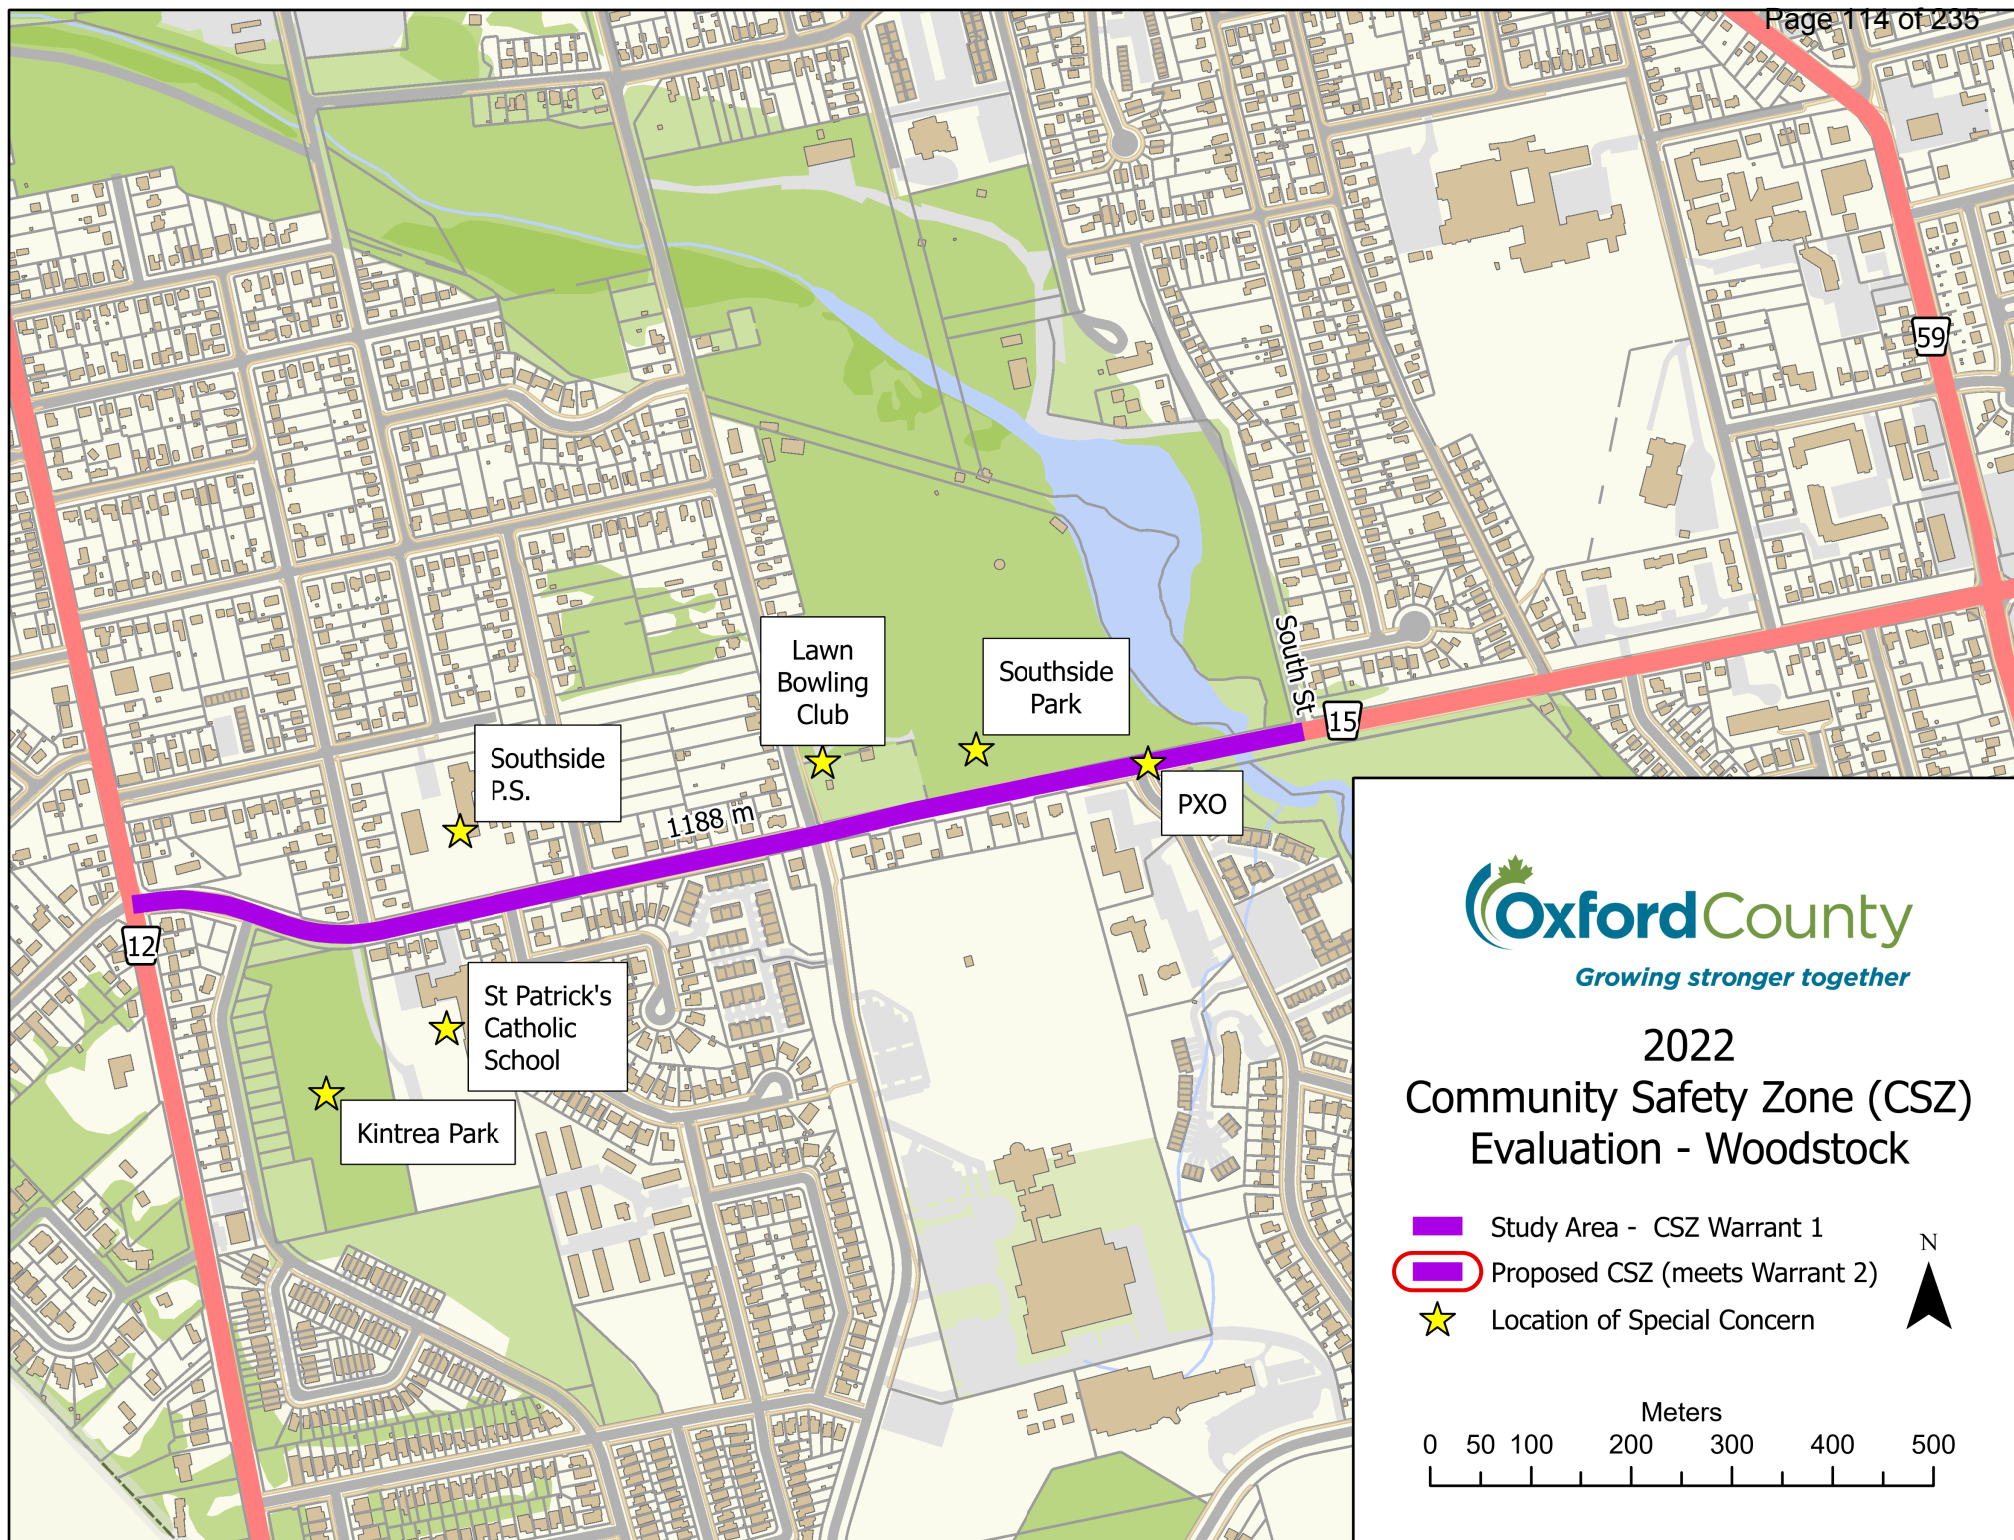 Page 114 of 235
59
South St
15
Lawn
Bowling
Club
Southside
Park
Southside
P.S.
1188 m
PXO
12
St Patrick's
Catholic
School
Kintrea Park
OxfordCounty
Growing stronger together
2022
Community Safety Zone (CSZ)
Evaluation - Woodstock
Study Area - CSZ Warrant 1
Proposed CSZ (meets Warrant 2)
Location of Special Concern
N
Meters
0 50 100 200 300 400 500